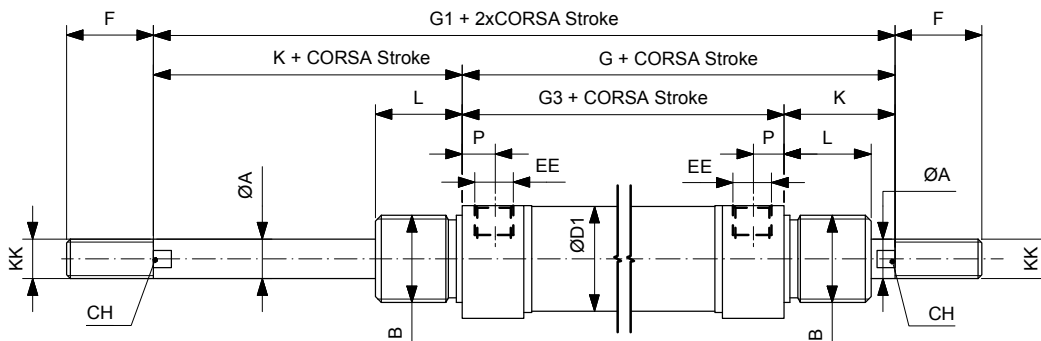 F
G1 + 2xCORSA Stroke
F
K + CORSA Stroke
G + CORSA Stroke
L
G3 + CORSA Stroke
K
P
P
L
EE
EE
ØA
ØA
KK
ØD1
KK
CH
B
B
CH